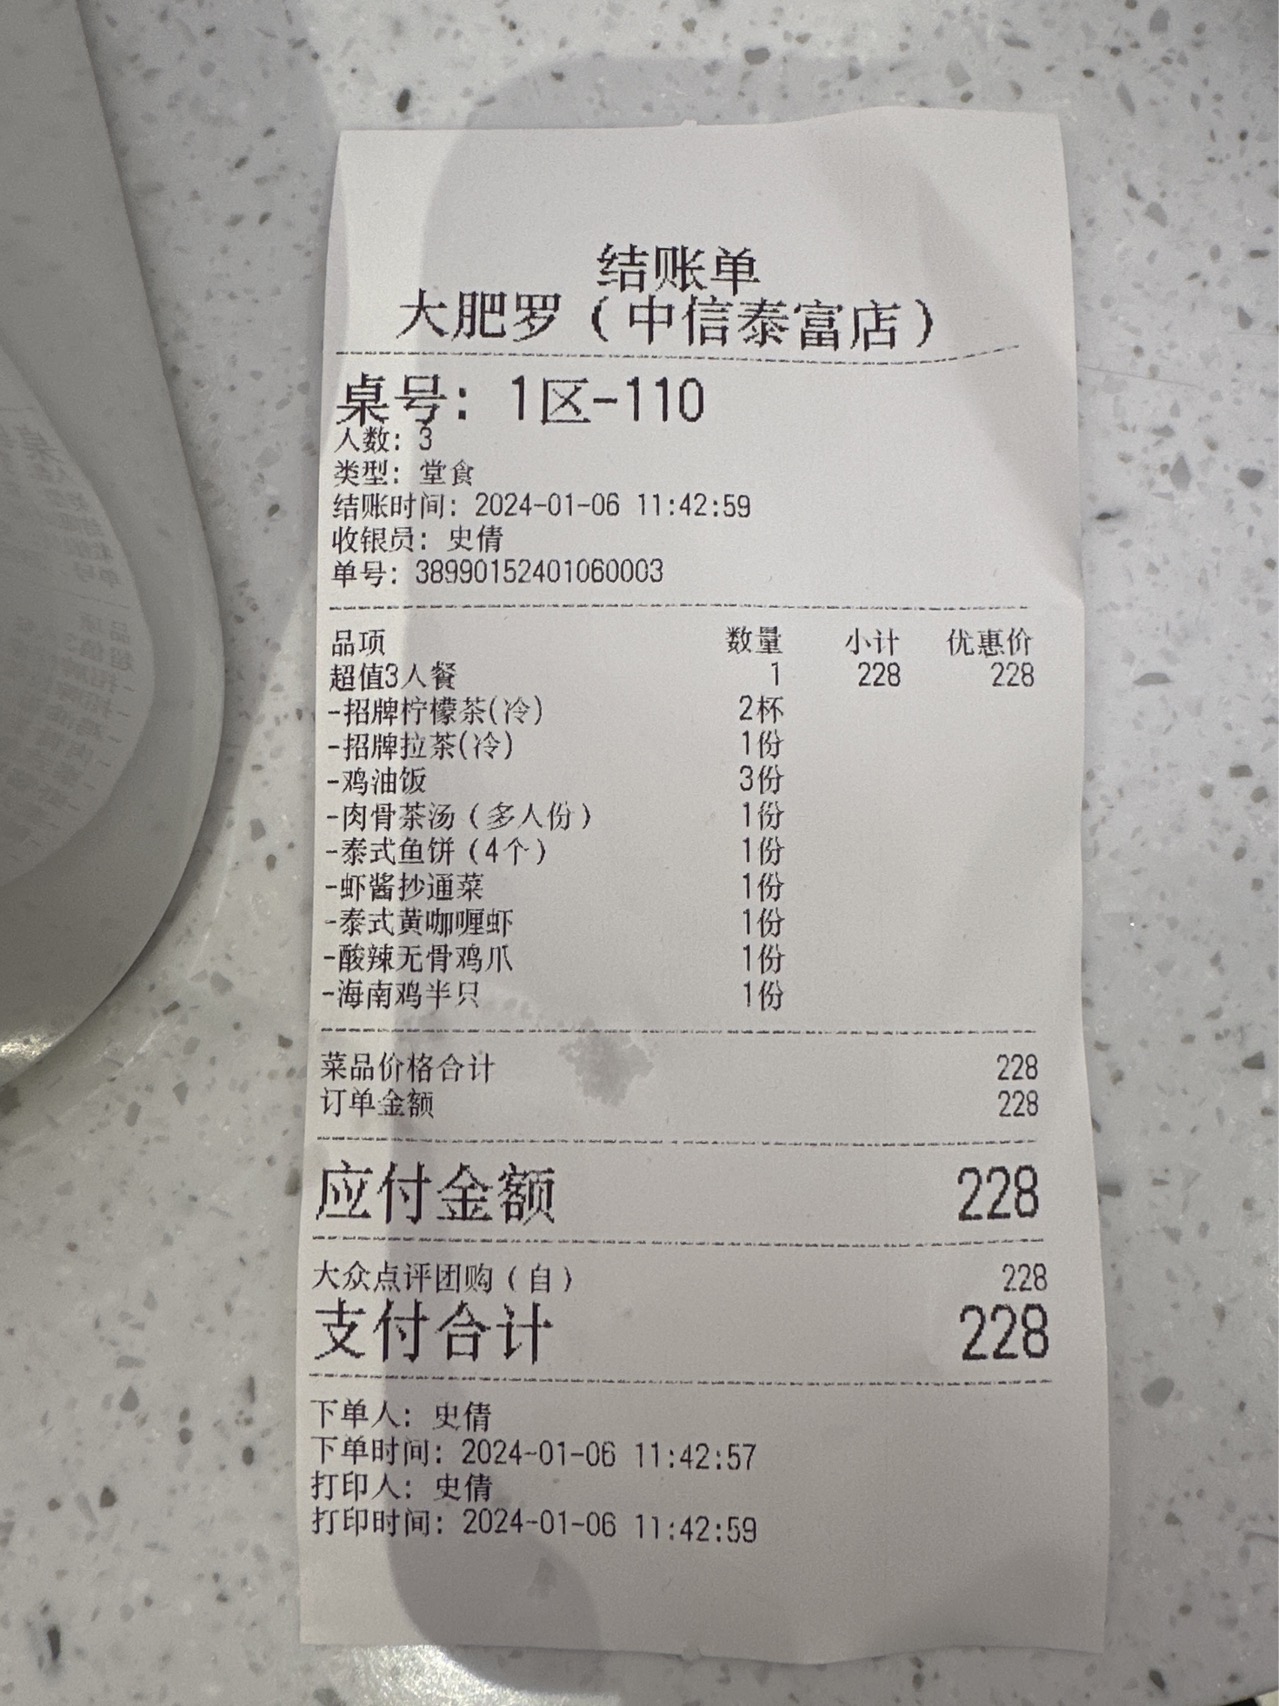 结账单
大肥罗（中信泰富店）
桌号: 1区-110
人数: 3
类型: 堂食
结账时间: 2024-01-06 11:42:59
收银员: 史倩
单号: 38990152401060003
品项 数量 小计 优惠价
超值3人餐 1 228 228
-招牌柠檬茶(冷) 2杯
-招牌拉茶(冷) 1份
-鸡油饭 3份
-肉骨茶汤（多人份） 1份
-泰式鱼饼（4个） 1份
-虾酱抄通菜 1份
-泰式黄咖喱虾 1份
-酸辣无骨鸡爪 1份
-海南鸡半只 1份
菜品价格合计 228
订单金额 228
应付金额 228
大众点评团购（自） 228
支付合计 228
下单人: 史倩
下单时间: 2024-01-06 11:42:57
打印人: 史倩
打印时间: 2024-01-06 11:42:59